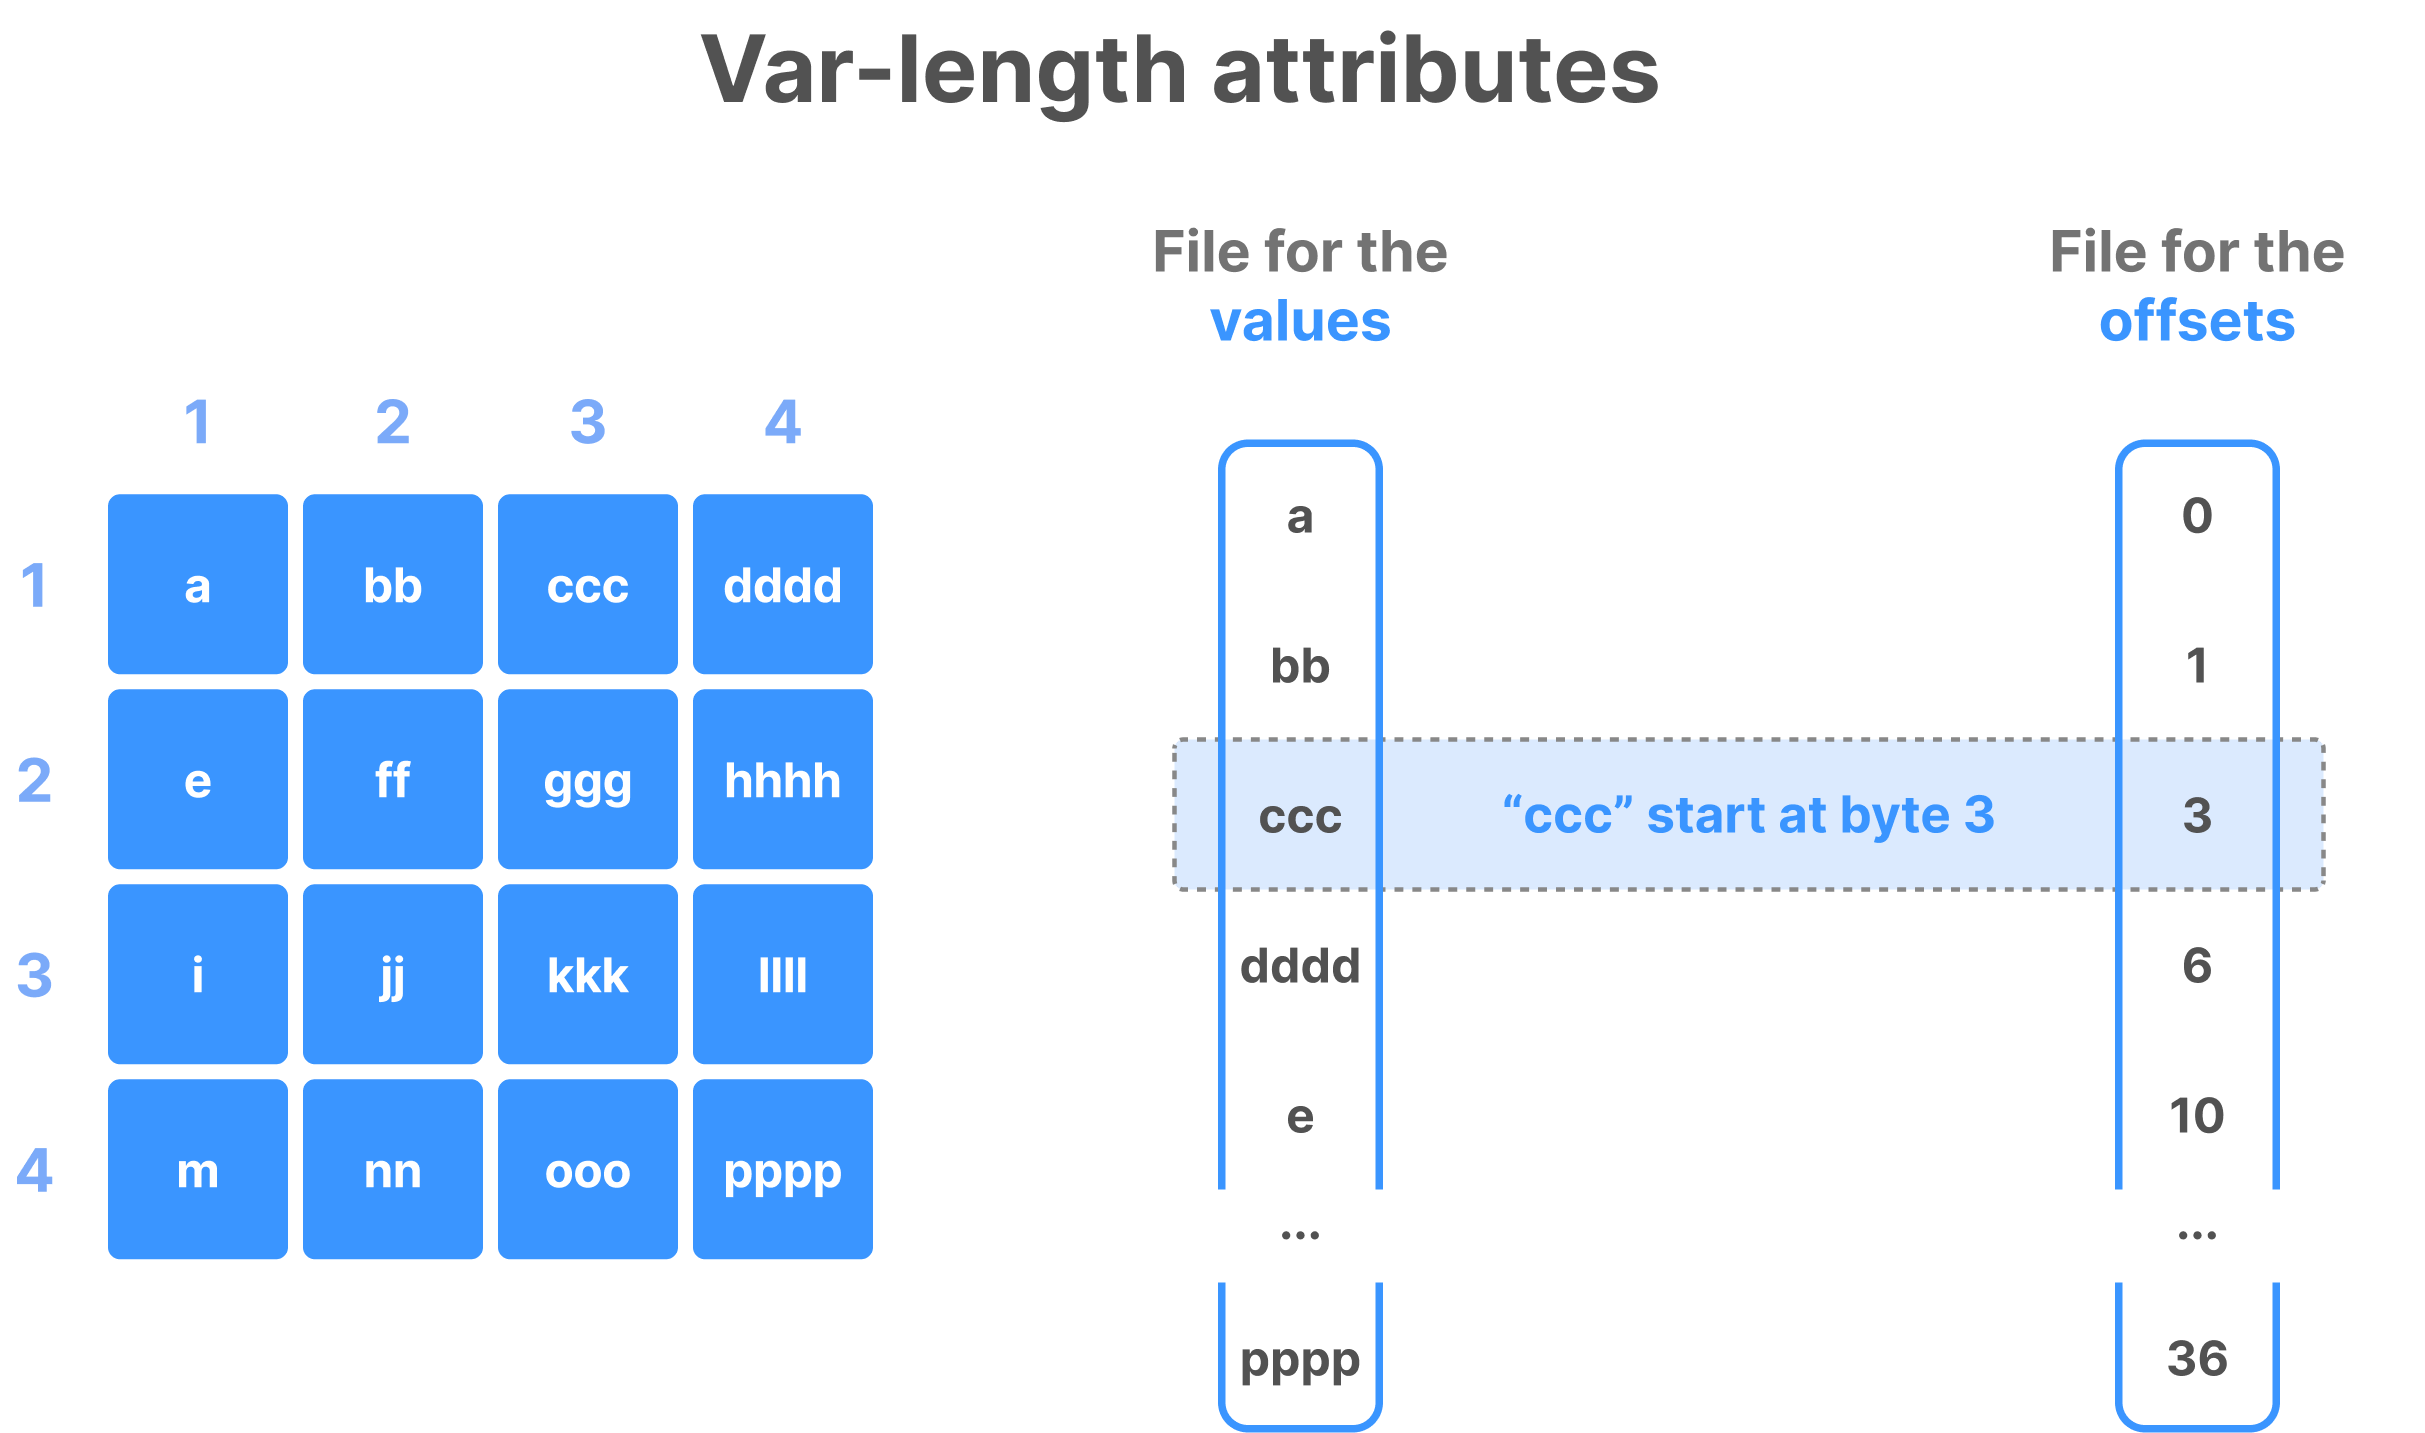 Var-length attributes
File for the
values
File for the
offsets
1 2 3 4
1 a bb ccc dddd
2 e ff ggg hhhh
3 i jj kkk llll
4 m nn ooo pppp
a 0
bb 1
ccc “ccc” start at byte 3 3
dddd 6
e 10
... ...
pppp 36